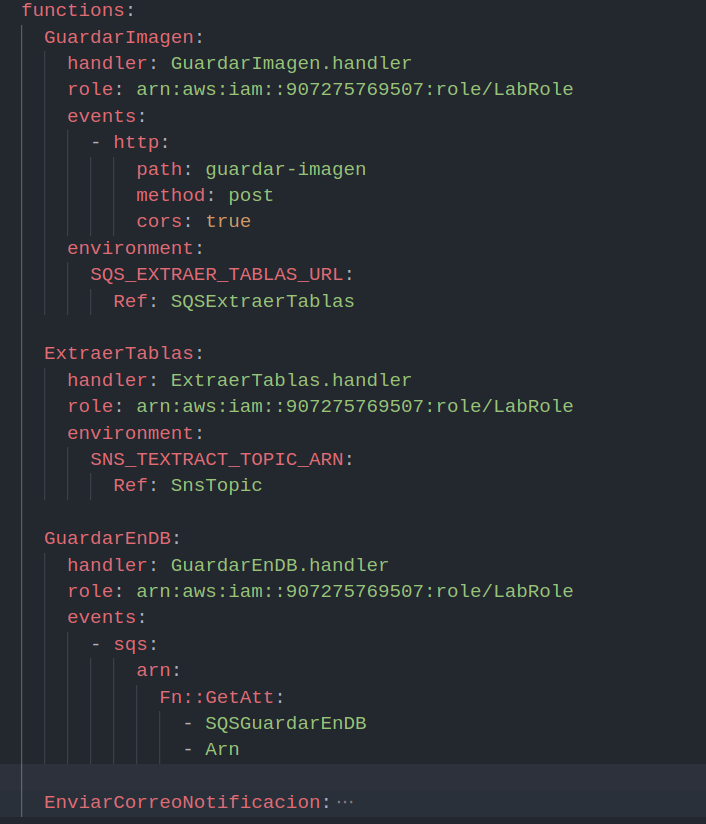 functions:
  GuardarImagen:
    handler: GuardarImagen.handler
    role: arn:aws:iam::907275769507:role/LabRole
    events:
      - http:
          path: guardar-imagen
          method: post
          cors: true
    environment:
      SQS_EXTRAER_TABLAS_URL:
        Ref: SQSExtraerTablas

  ExtraerTablas:
    handler: ExtraerTablas.handler
    role: arn:aws:iam::907275769507:role/LabRole
    environment:
      SNS_TEXTRACT_TOPIC_ARN:
        Ref: SnsTopic

  GuardarEnDB:
    handler: GuardarEnDB.handler
    role: arn:aws:iam::907275769507:role/LabRole
    events:
      - sqs:
          arn:
            Fn::GetAtt:
              - SQSGuardarEnDB
              - Arn

  EnviarCorreoNotificacion:···